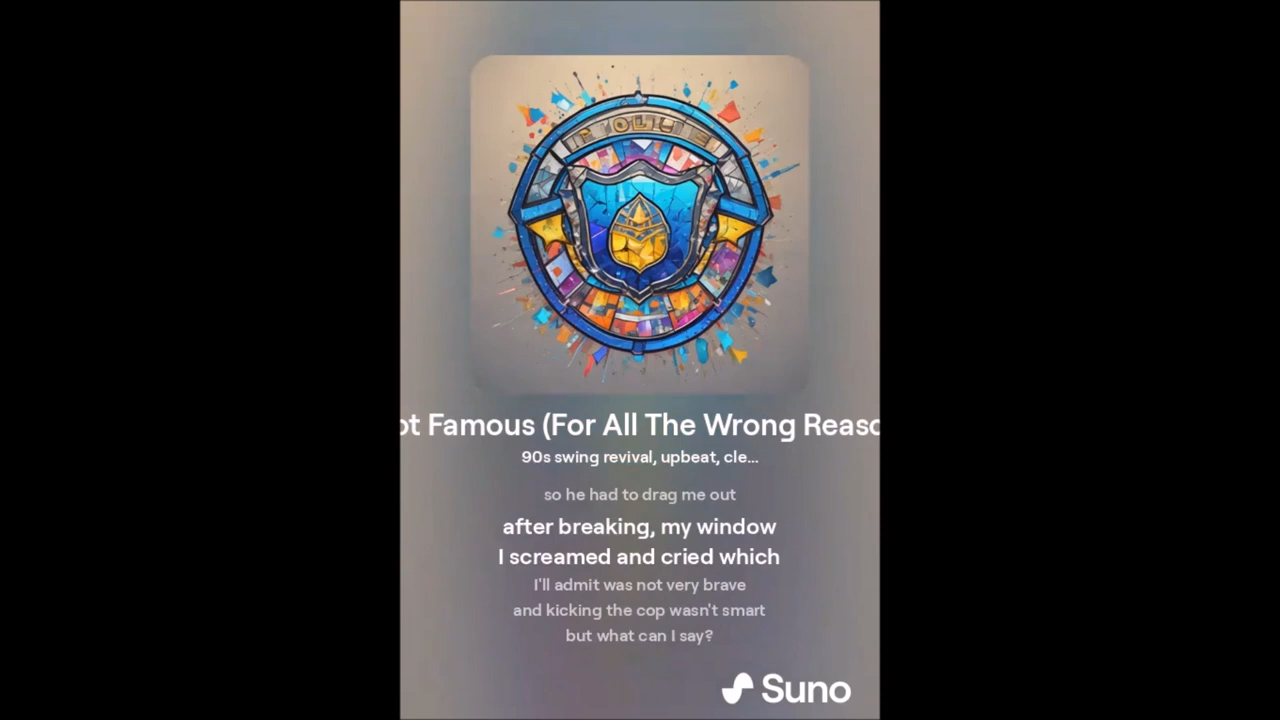 ot Famous (For All The Wrong Reaso
90s swing revival, upbeat, cle...
so he had to drag me out
after breaking, my window
I screamed and cried which
I'll admit was not very brave
and kicking the cop wasn't smart
but what can I say?
Suno